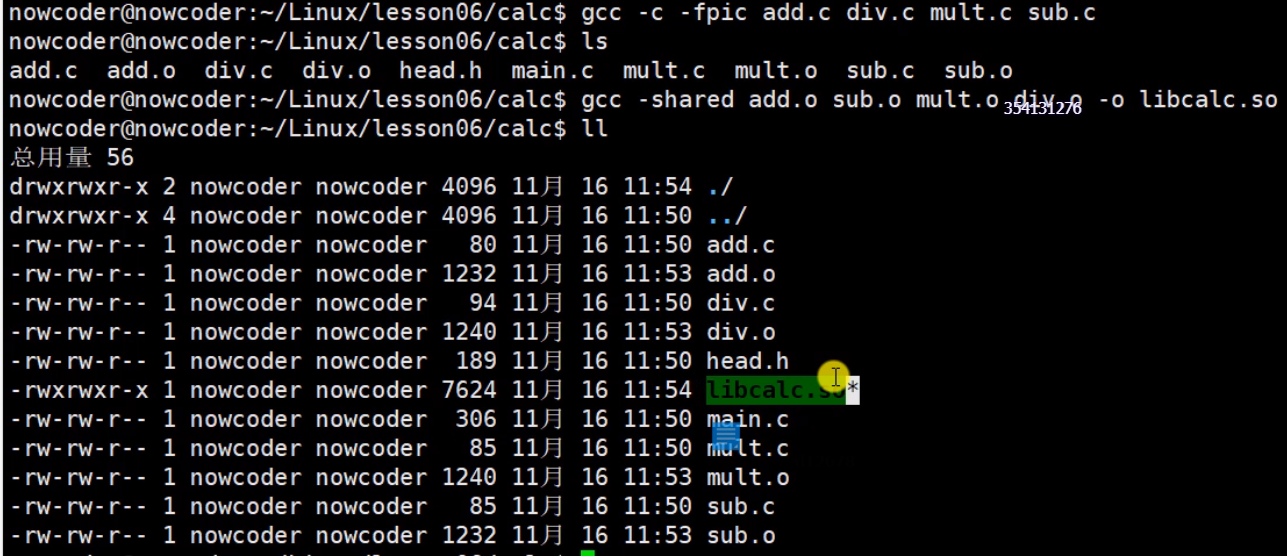 nowcoder@nowcoder:~/Linux/lesson06/calc$ gcc -c -fpic add.c div.c mult.c sub.c
nowcoder@nowcoder:~/Linux/lesson06/calc$ ls
add.c  add.o  div.c  div.o  head.h  main.c  mult.c  mult.o  sub.c  sub.o
nowcoder@nowcoder:~/Linux/lesson06/calc$ gcc -shared add.o sub.o mult.o div.o -o libcalc.so
354131276
nowcoder@nowcoder:~/Linux/lesson06/calc$ ll
总用量 56
drwxrwxr-x 2 nowcoder nowcoder 4096 11月 16 11:54 ./
drwxrwxr-x 4 nowcoder nowcoder 4096 11月 16 11:50 ../
-rw-rw-r-- 1 nowcoder nowcoder   80 11月 16 11:50 add.c
-rw-rw-r-- 1 nowcoder nowcoder 1232 11月 16 11:53 add.o
-rw-rw-r-- 1 nowcoder nowcoder   94 11月 16 11:50 div.c
-rw-rw-r-- 1 nowcoder nowcoder 1240 11月 16 11:53 div.o
-rw-rw-r-- 1 nowcoder nowcoder  189 11月 16 11:50 head.h
-rwxrwxr-x 1 nowcoder nowcoder 7624 11月 16 11:54 libcalc.so*
-rw-rw-r-- 1 nowcoder nowcoder  306 11月 16 11:50 main.c
-rw-rw-r-- 1 nowcoder nowcoder   85 11月 16 11:50 mult.c
-rw-rw-r-- 1 nowcoder nowcoder 1240 11月 16 11:53 mult.o
-rw-rw-r-- 1 nowcoder nowcoder   85 11月 16 11:50 sub.c
-rw-rw-r-- 1 nowcoder nowcoder 1232 11月 16 11:53 sub.o